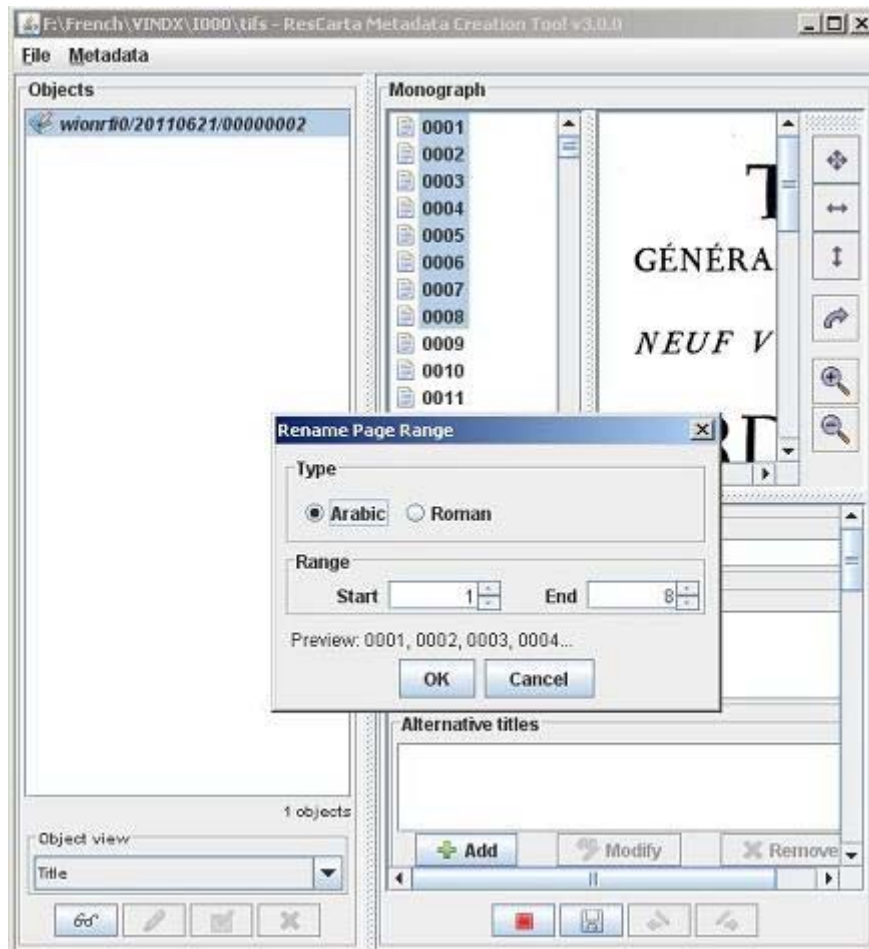 F:\French\VINDX\I000\tifs - ResCarta Metadata Creation Tool v3.0.0
File Metadata
Objects
wionrfi0/20110621/00000002
Monograph
0001
0002
0003
0004
0005
0006
0007
0008
0009
0010
0011
T
GÉNÉRA
NEUF V
RD
Rename Page Range
Type
Arabic Roman
Range
Start 1 End 8
Preview: 0001, 0002, 0003, 0004...
OK Cancel
Alternative titles
Add Modify Remove
1 objects
Object view
Title